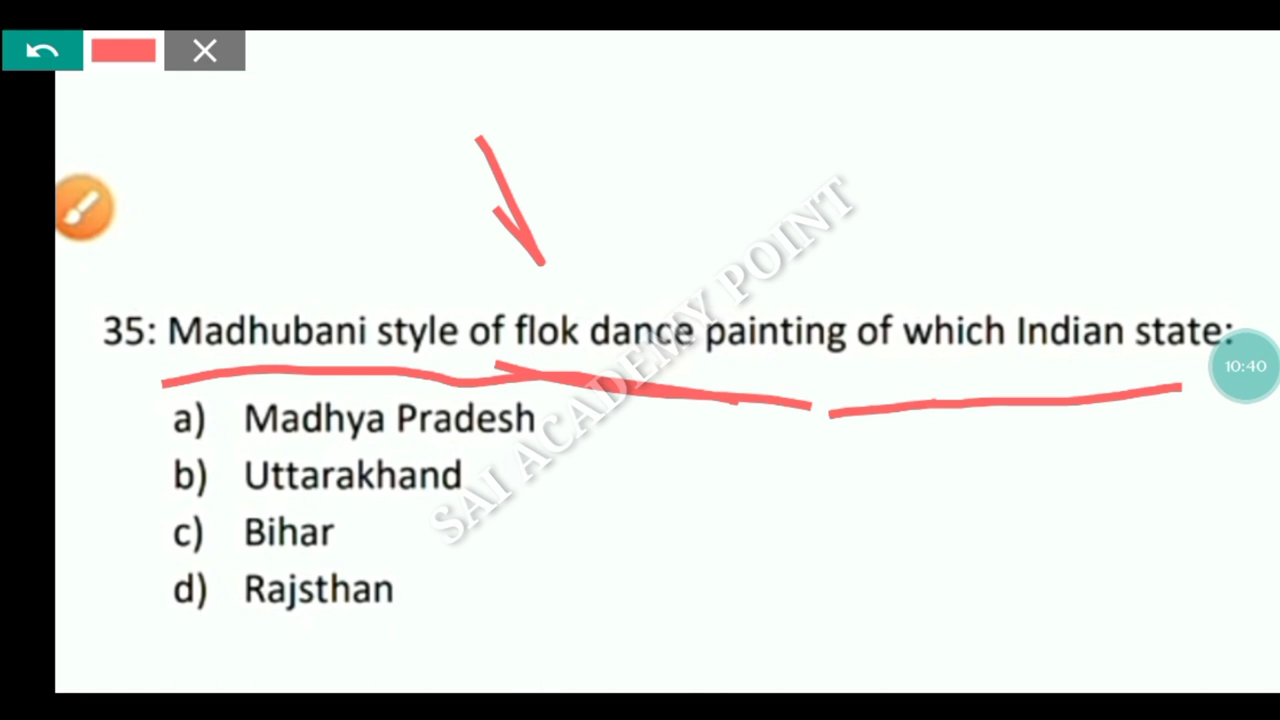 35: Madhubani style of flok dance painting of which Indian state:
10:40
a) Madhya Pradesh
b) Uttarakhand
c) Bihar
d) Rajsthan
SAI ACADEMY POINT